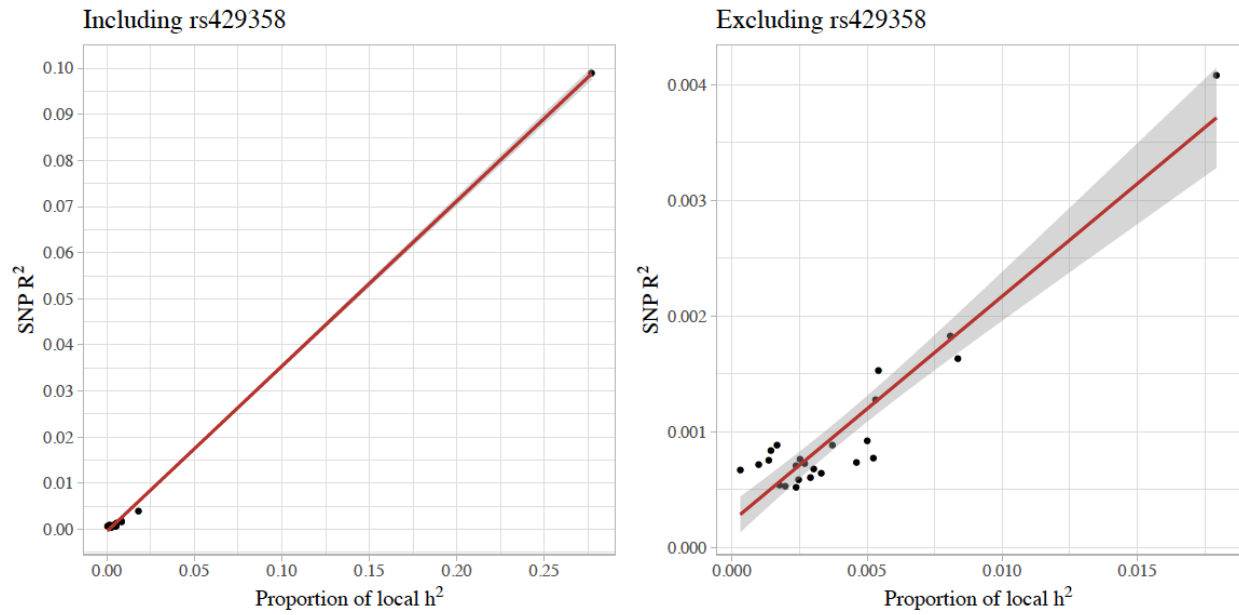 Including rs429358
0.10
0.09
0.08
0.07
0.06
0.05
0.04
0.03
0.02
0.01
0.00
SNP R²
0.00 0.05 0.10 0.15 0.20 0.25
Proportion of local h²
Excluding rs429358
0.004
0.003
0.002
0.001
0.000
SNP R²
0.000 0.005 0.010 0.015
Proportion of local h²